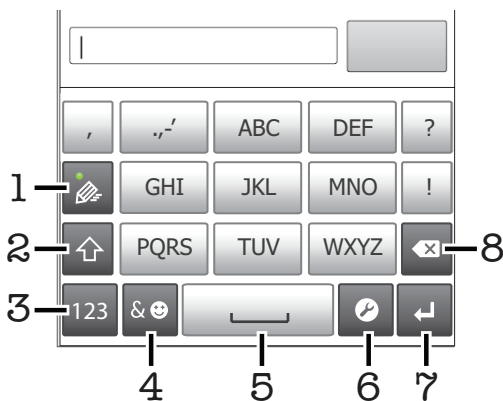 , .,-′ ABC DEF ?
1 GHI JKL MNO !
2 PQRS TUV WXYZ 8
3 123 &
4 5 6 7